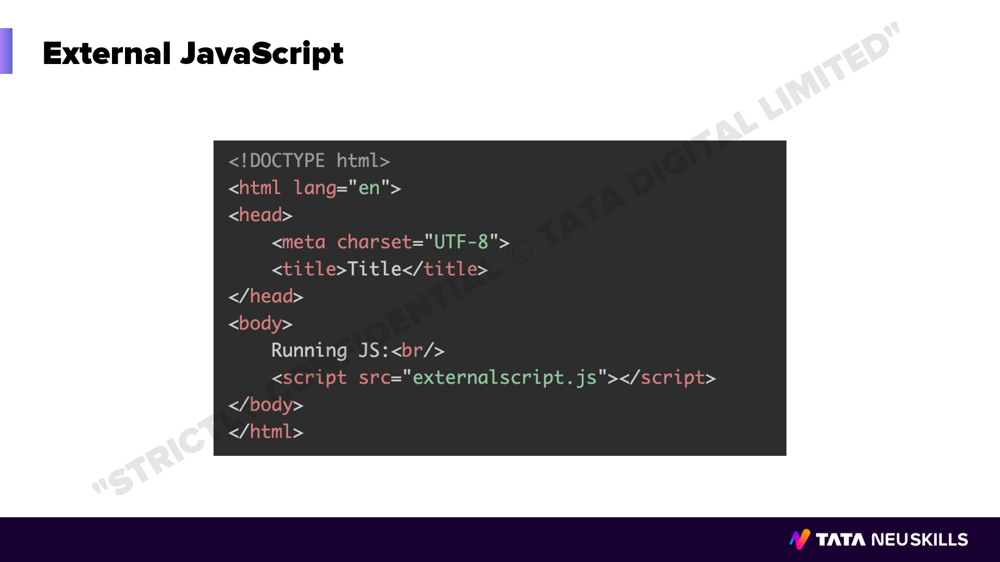 External JavaScript
<!DOCTYPE html>
<html lang="en">
<head>
    <meta charset="UTF-8">
    <title>Title</title>
</head>
<body>
    Running JS:<br/>
    <script src="externalscript.js"></script>
</body>
</html>
"STRICTLY CONFIDENTIAL © TATA DIGITAL LIMITED"
TATA NEUSKILLS